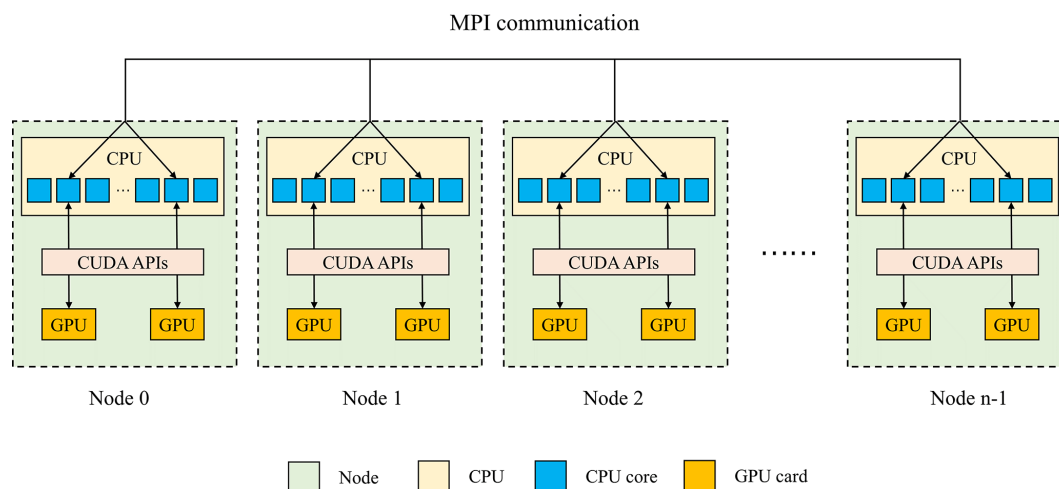 MPI communication
CPU CPU CPU CPU
... ... ... ...
CUDA APIs CUDA APIs CUDA APIs CUDA APIs
......
GPU GPU GPU GPU GPU GPU GPU GPU
Node 0 Node 1 Node 2 Node n-1
Node CPU CPU core GPU card